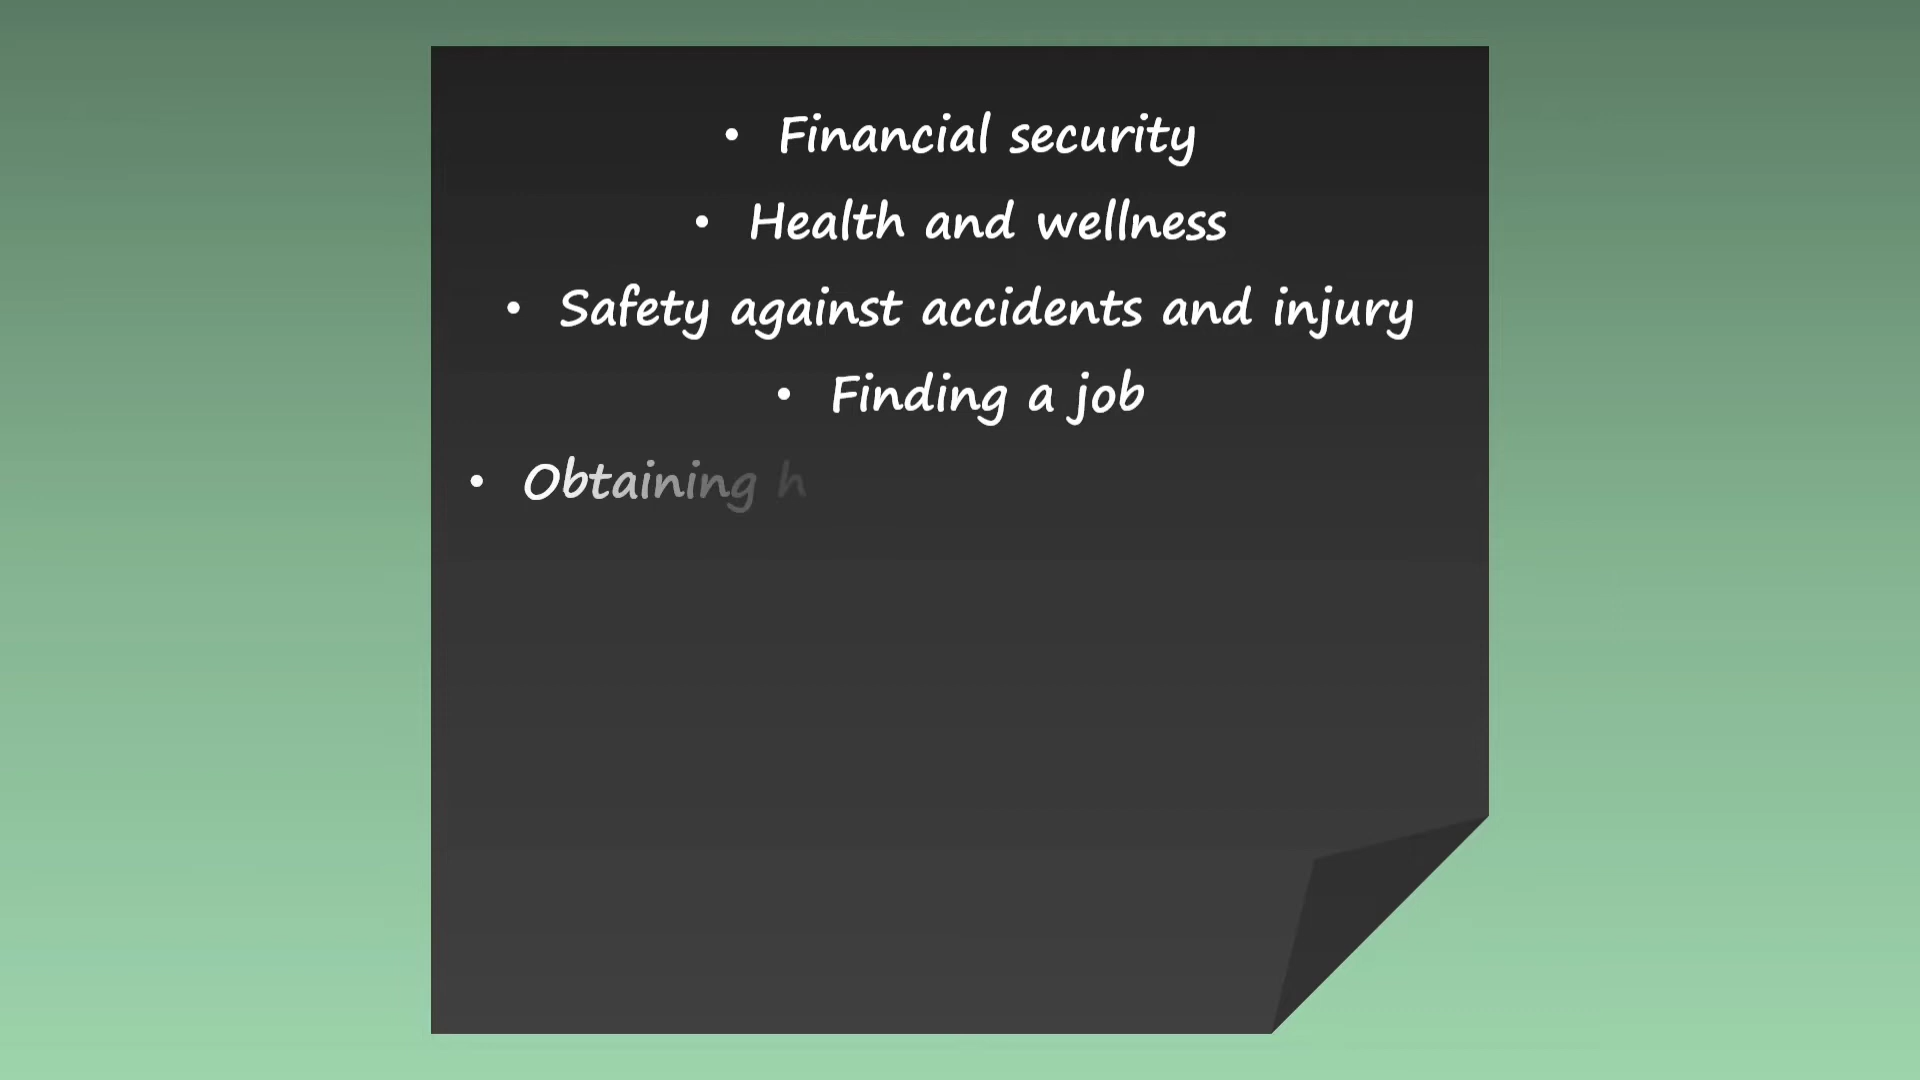 • Financial security
• Health and wellness
• Safety against accidents and injury
• Finding a job
• Obtaining h